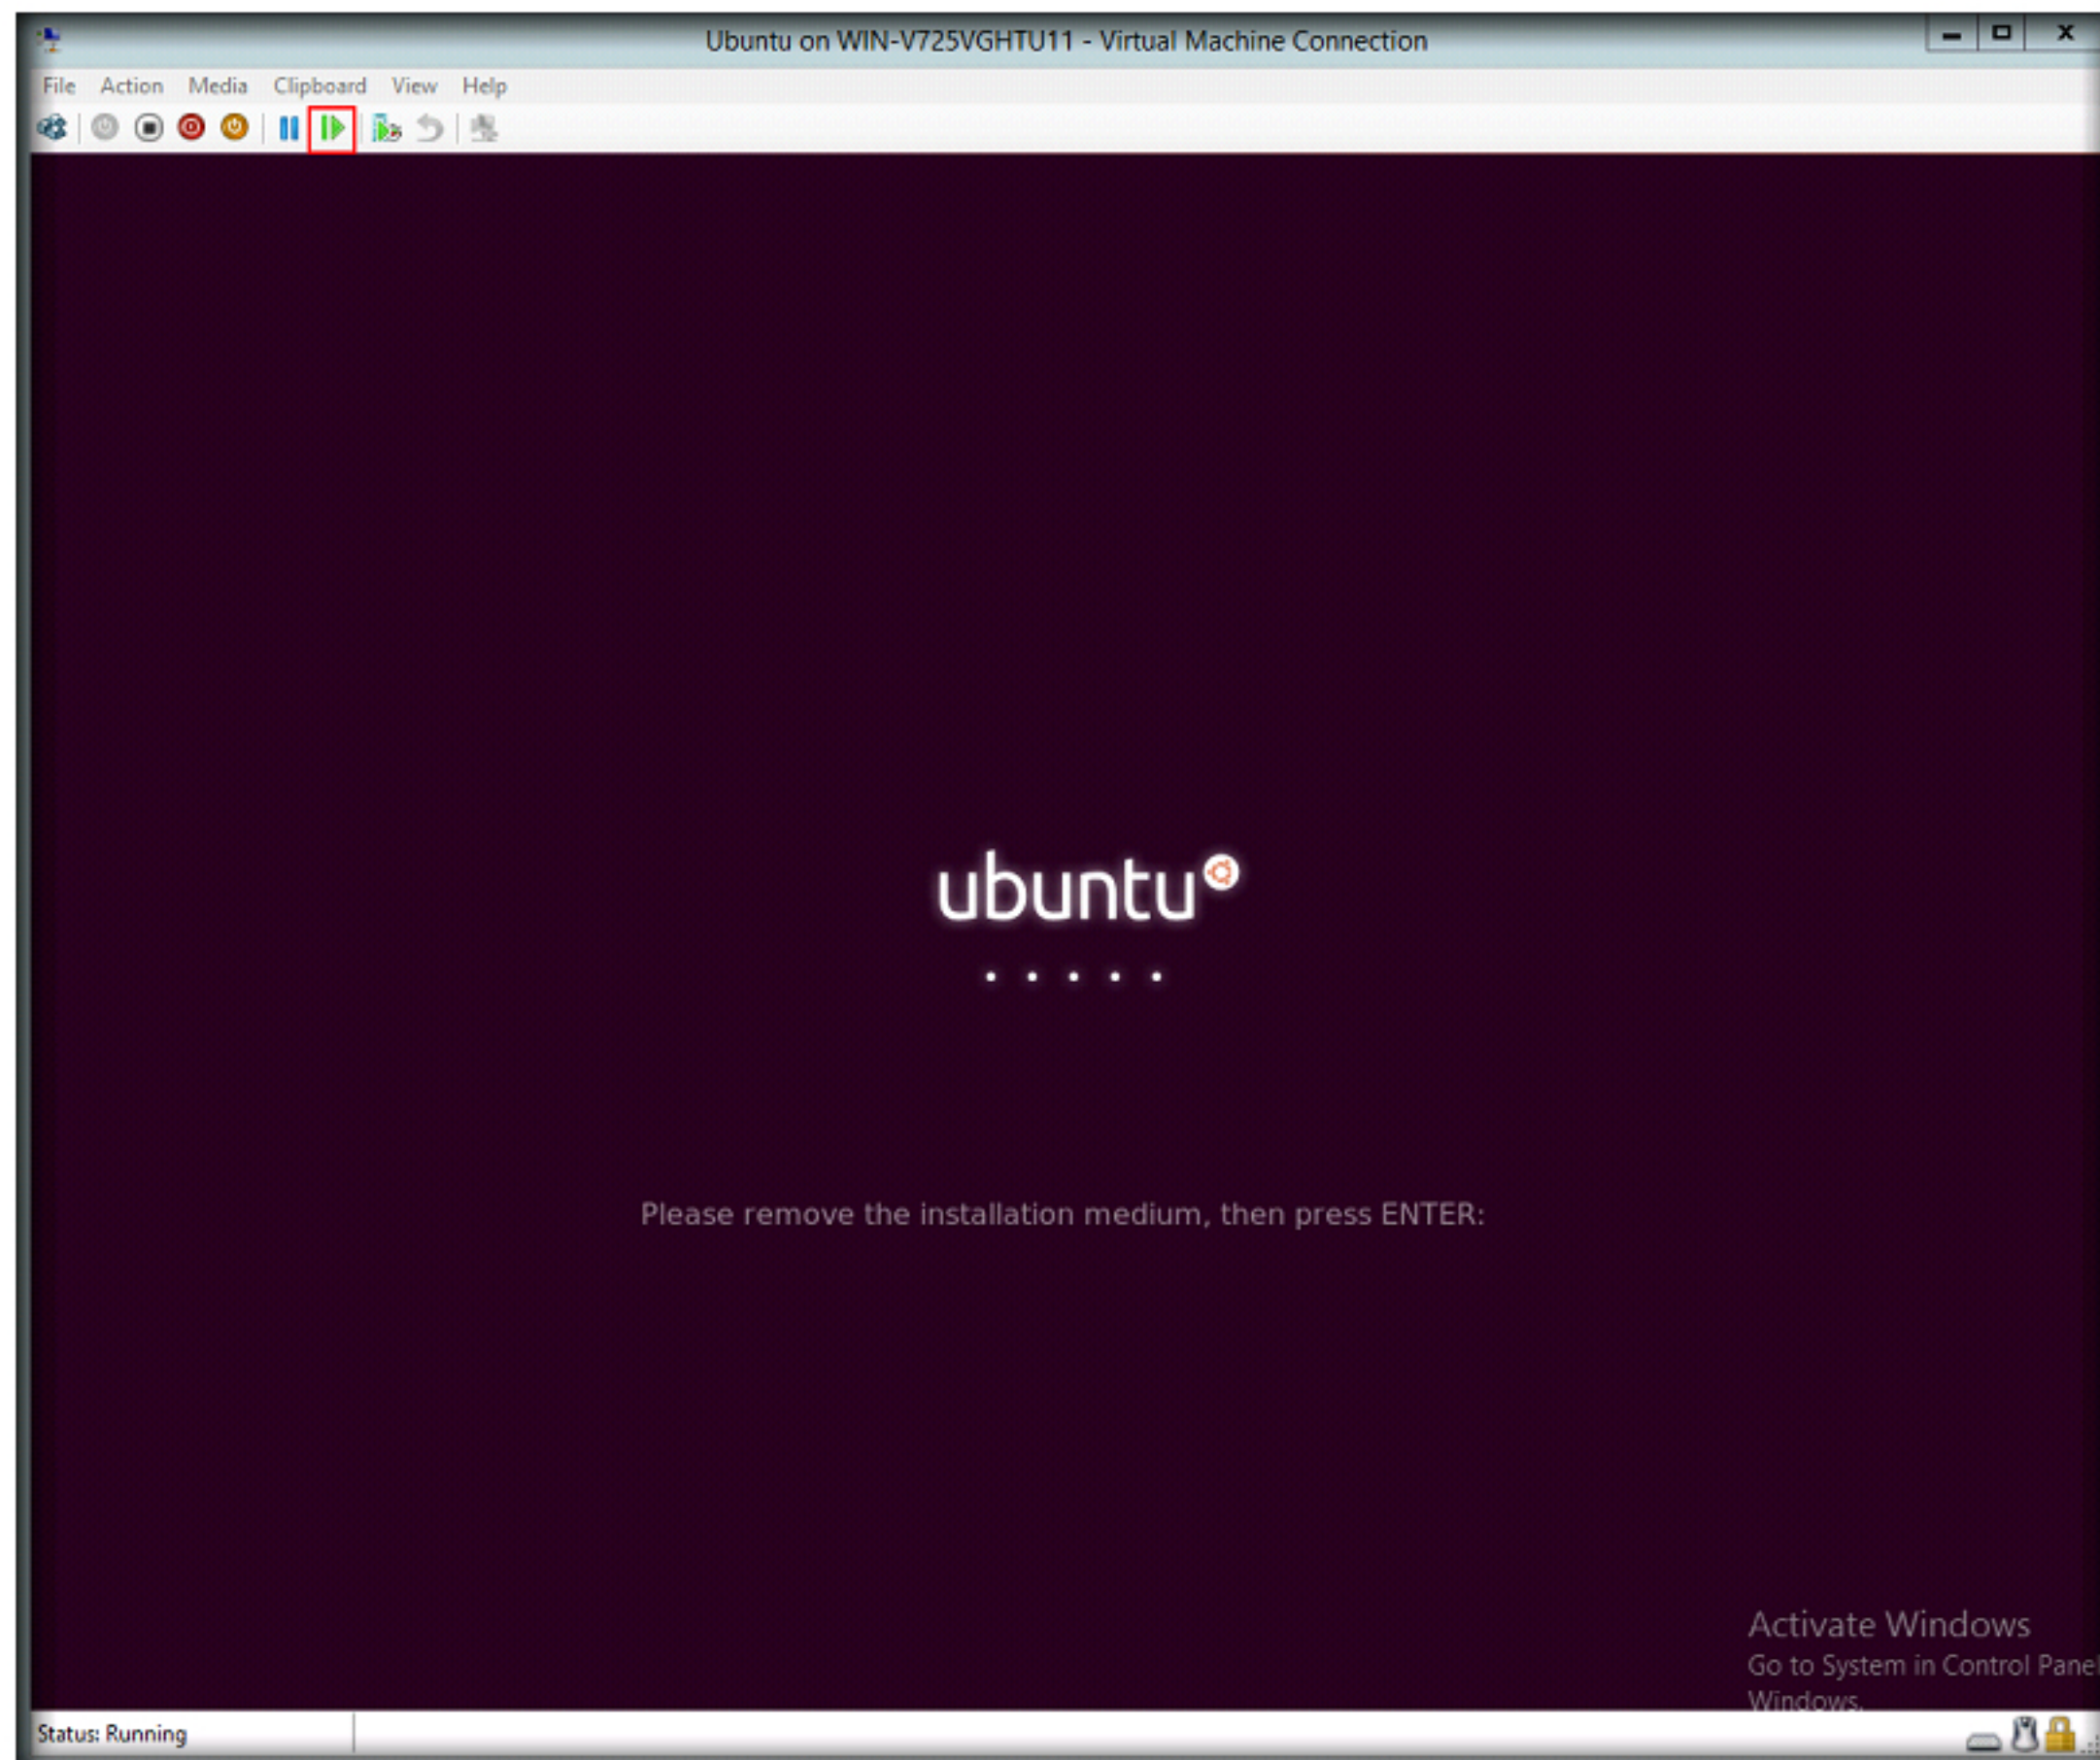 Ubuntu on WIN-V725VGHTU11 - Virtual Machine Connection
File Action Media Clipboard View Help
ubuntu
Please remove the installation medium, then press ENTER:
Activate Windows
Go to System in Control Panel
Windows.
Status: Running